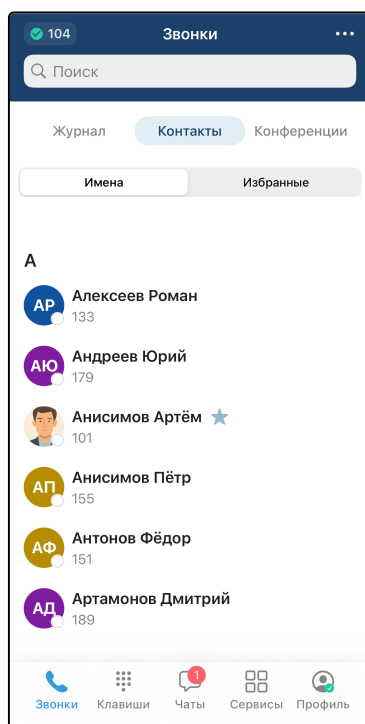 104
Звонки
Поиск
Журнал
Контакты
Конференции
Имена
Избранные
А
АР
Алексеев Роман
133
АЮ
Андреев Юрий
179
Анисимов Артём
101
АП
Анисимов Пётр
155
АФ
Антонов Фёдор
151
АД
Артамонов Дмитрий
189
1
Звонки
Клавиши
Чаты
Сервисы
Профиль